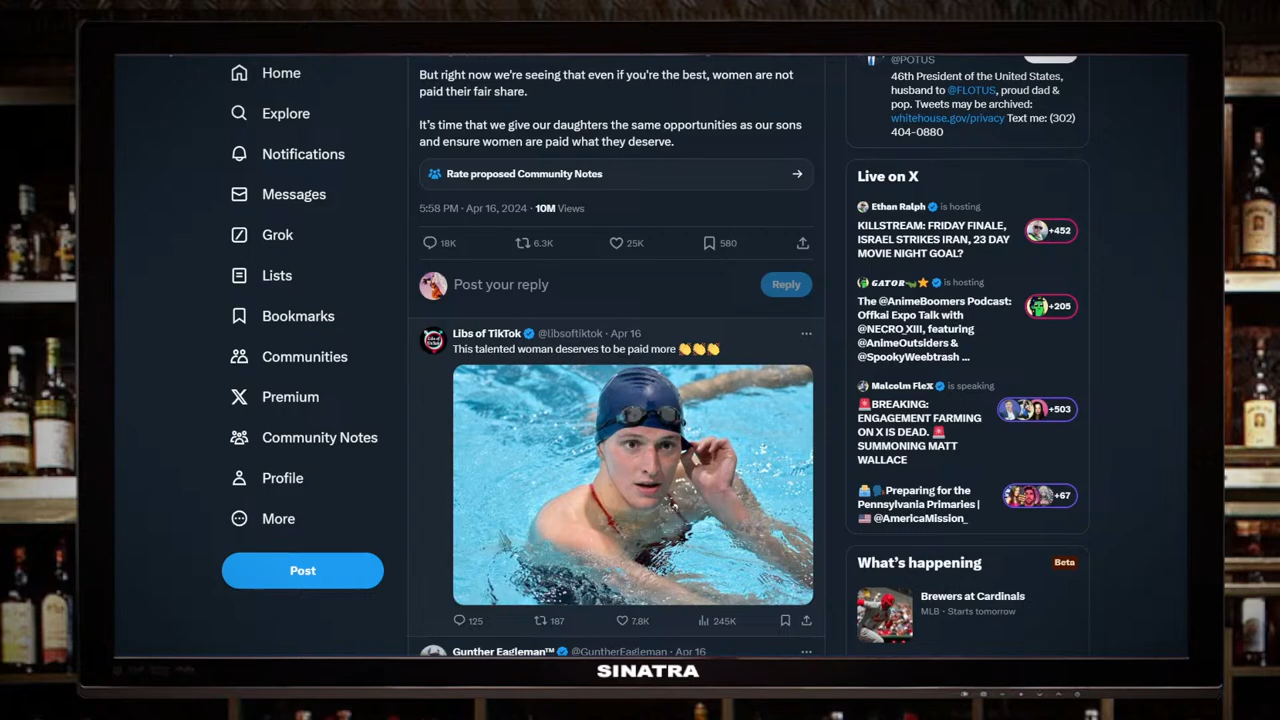 Home
Explore
Notifications
Messages
Grok
Lists
Bookmarks
Communities
Premium
Community Notes
Profile
More
Post
But right now we're seeing that even if you're the best, women are not
paid their fair share.
It's time that we give our daughters the same opportunities as our sons
and ensure women are paid what they deserve.
Rate proposed Community Notes
5:58 PM · Apr 16, 2024 · 10M Views
18K 6.3K 25K 580
Post your reply
Reply
Libs of TikTok @libsoftiktok · Apr 16
This talented woman deserves to be paid more 👏👏👏
125 187 7.8K 245K
Gunther Eagleman™ @GuntherEagleman · Apr 16
@POTUS
46th President of the United States,
husband to @FLOTUS, proud dad &
pop. Tweets may be archived:
whitehouse.gov/privacy Text me: (302)
404-0880
Live on X
Ethan Ralph is hosting
KILLSTREAM: FRIDAY FINALE,
ISRAEL STRIKES IRAN, 23 DAY
MOVIE NIGHT GOAL?
+452
GATOR is hosting
The @AnimeBoomers Podcast:
Offkai Expo Talk with
@NECRO_XIII, featuring
@AnimeOutsiders &
@SpookyWeebtrash ...
+205
Malcolm FleX is speaking
🚨BREAKING:
ENGAGEMENT FARMING
ON X IS DEAD. 🚨
SUMMONING MATT
WALLACE
+503
Preparing for the
Pennsylvania Primaries |
🇺🇸 @AmericaMission_
+67
What's happening
Beta
Brewers at Cardinals
MLB · Starts tomorrow
SINATRA